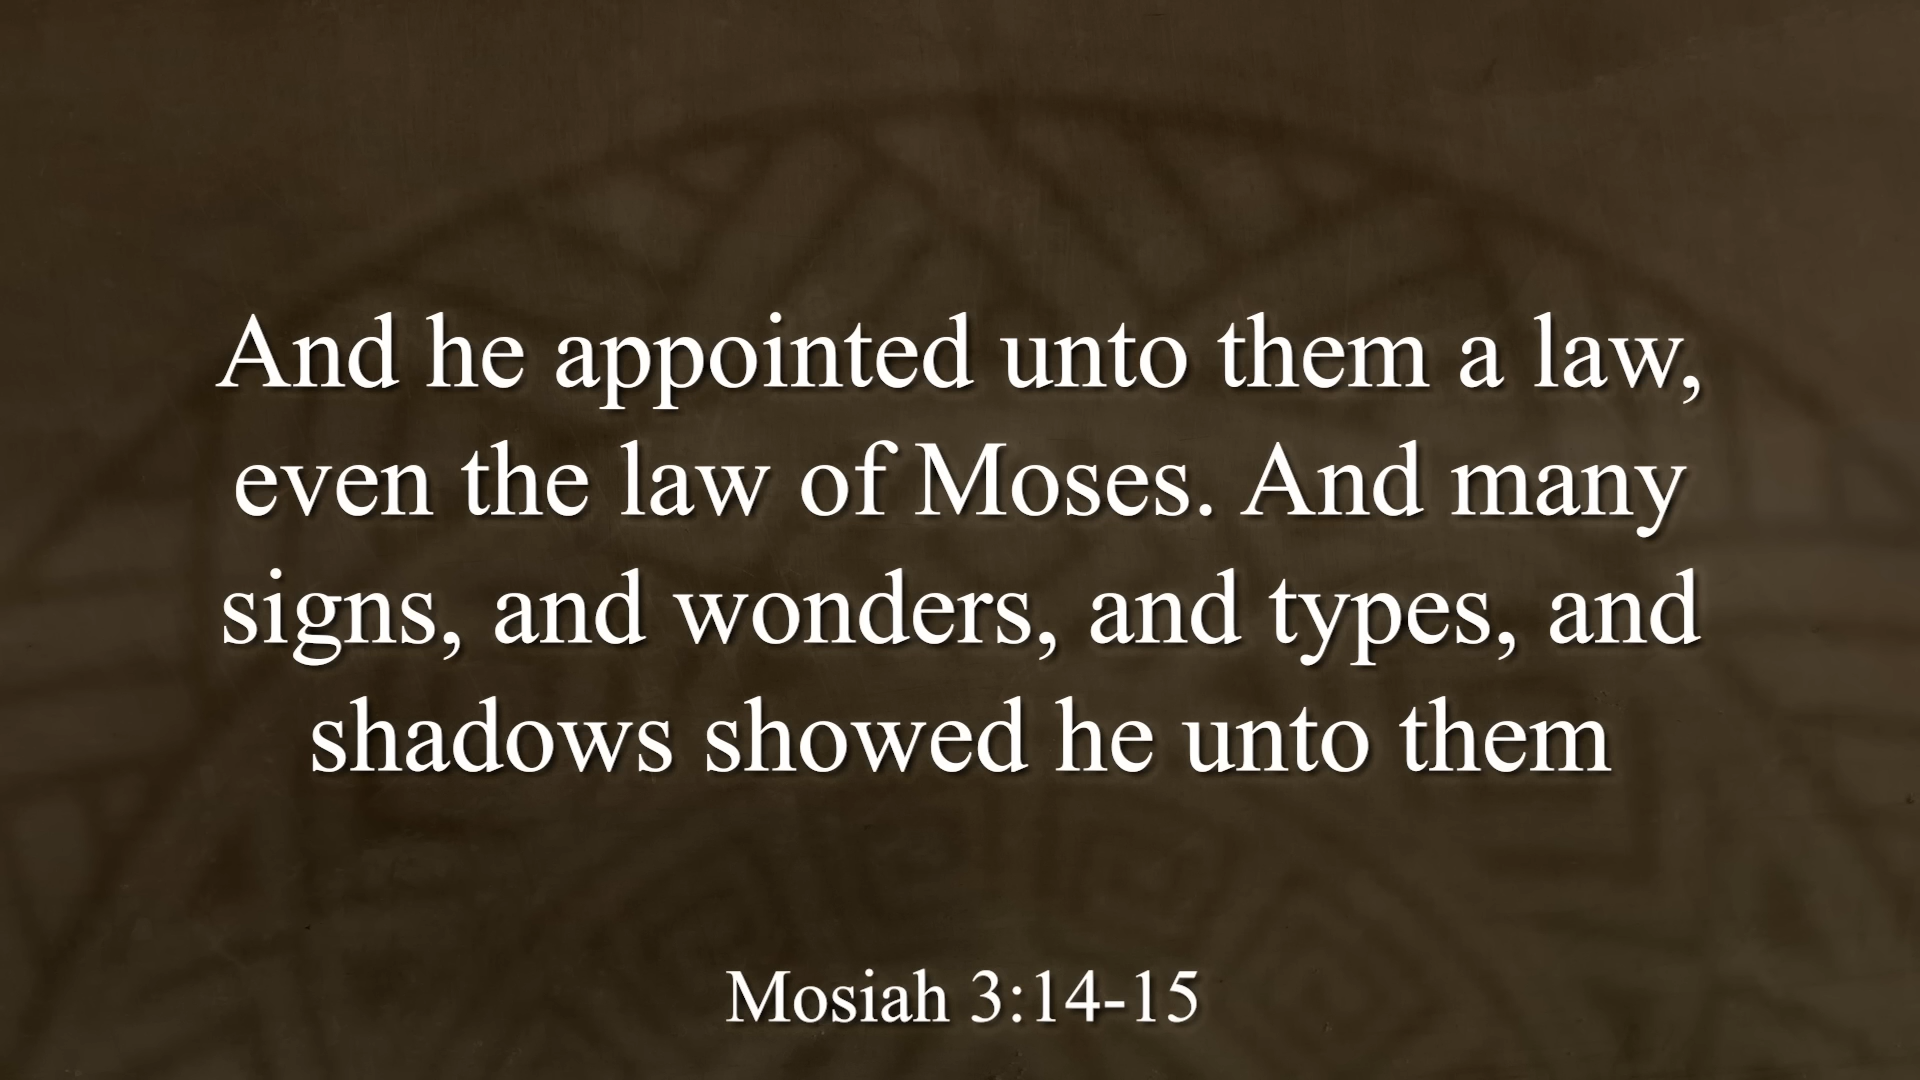 And he appointed unto them a law,
even the law of Moses. And many
signs, and wonders, and types, and
shadows showed he unto them
Mosiah 3:14-15